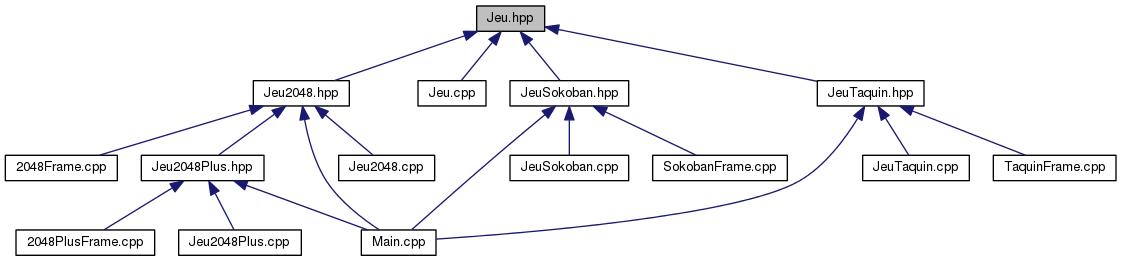 Jeu.hpp
Jeu2048.hpp
Jeu.cpp
JeuSokoban.hpp
JeuTaquin.hpp
2048Frame.cpp
Jeu2048Plus.hpp
Jeu2048.cpp
JeuSokoban.cpp
SokobanFrame.cpp
JeuTaquin.cpp
TaquinFrame.cpp
2048PlusFrame.cpp
Jeu2048Plus.cpp
Main.cpp